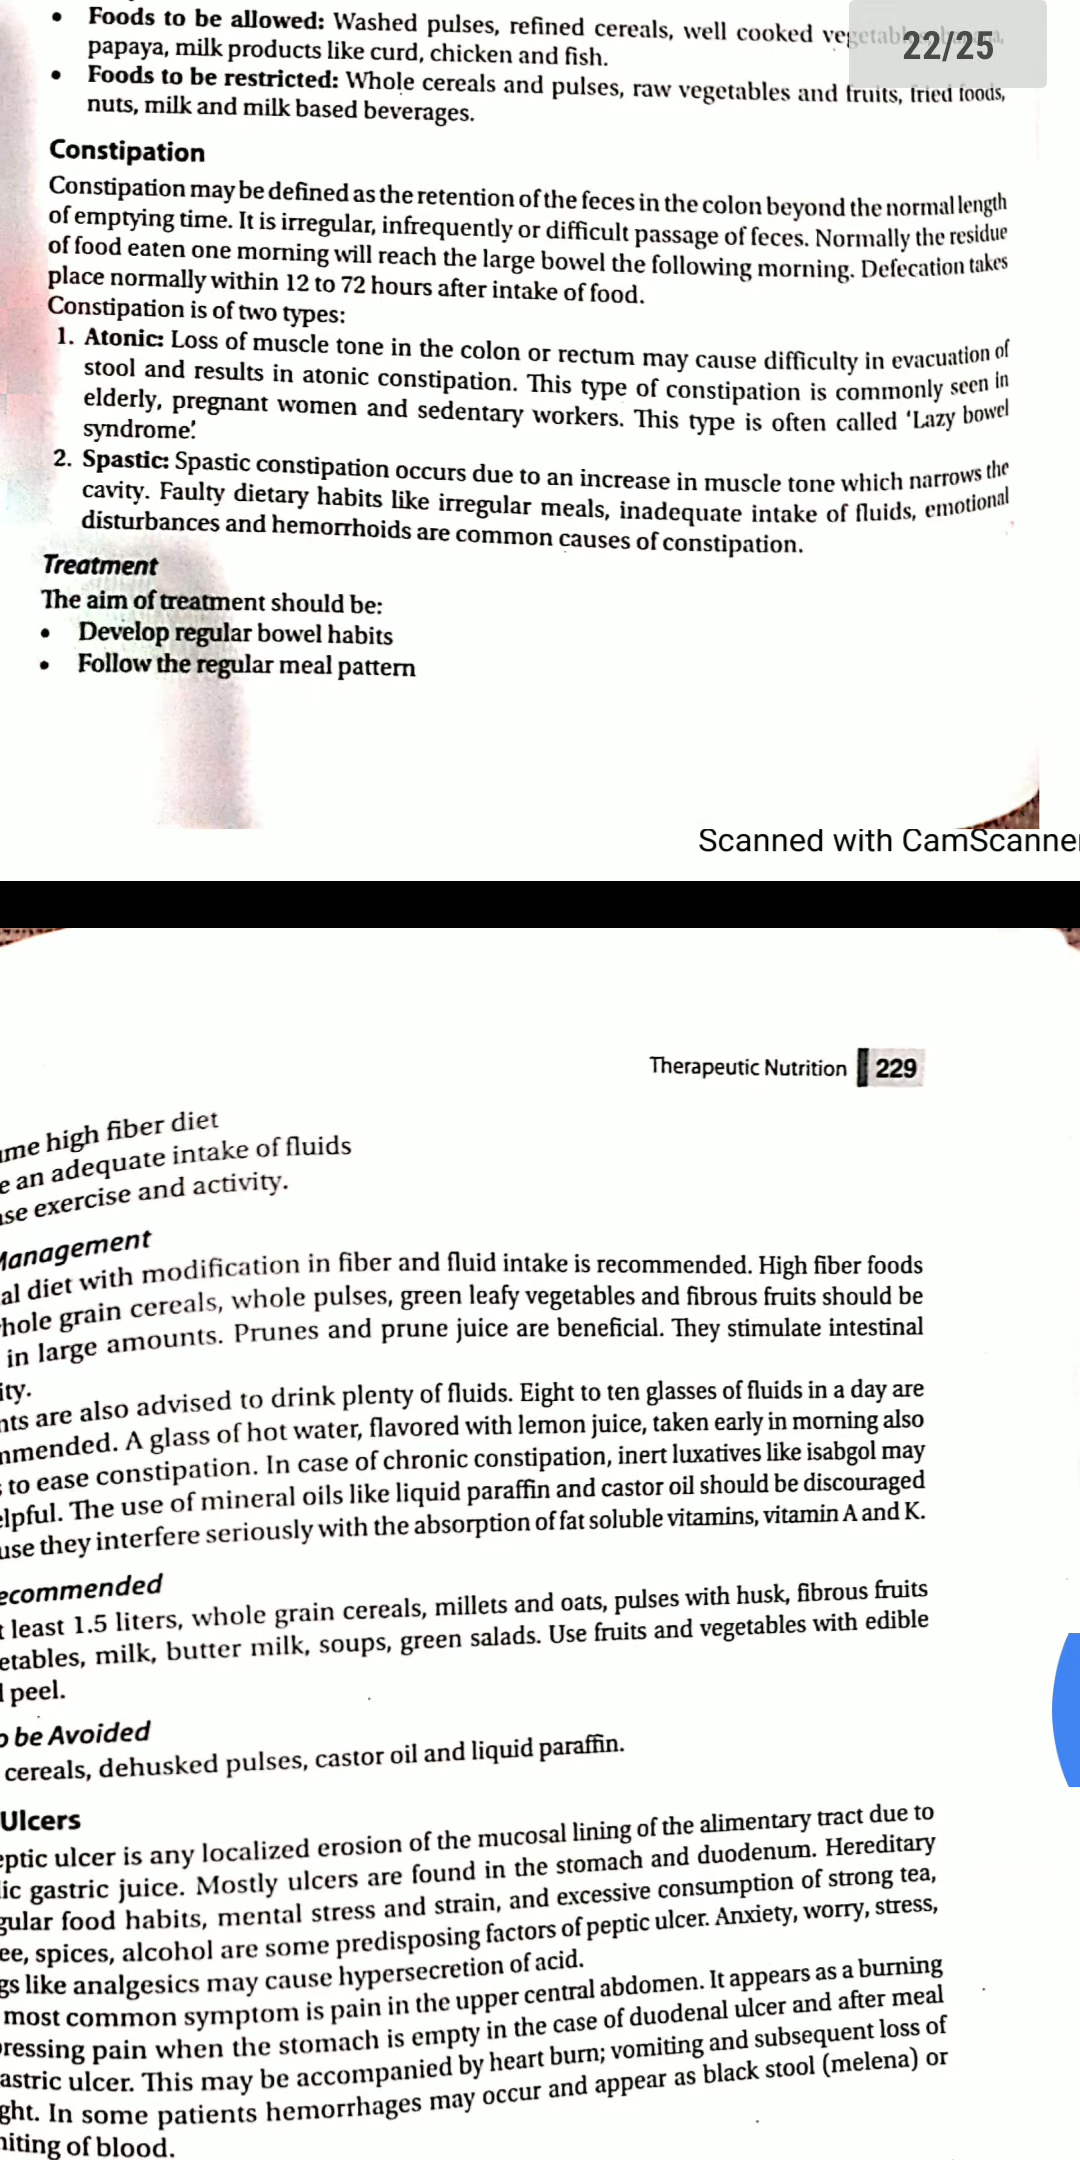 • Foods to be allowed: Washed pulses, refined cereals, well cooked
22/25
papaya, milk products like curd, chicken and fish.
• Foods to be restricted: Whole cereals and pulses, raw vegetables and fruits, fried foods,
nuts, milk and milk based beverages.
Constipation
Constipation may be defined as the retention of the feces in the colon beyond the normal length
of emptying time. It is irregular, infrequently or difficult passage of feces. Normally the residue
of food eaten one morning will reach the large bowel the following morning. Defecation takes
place normally within 12 to 72 hours after intake of food.
Constipation is of two types:
1. Atonic: Loss of muscle tone in the colon or rectum may cause difficulty in evacuation of
stool and results in atonic constipation. This type of constipation is commonly seen in
elderly, pregnant women and sedentary workers. This type is often called 'Lazy bowel
syndrome'.
2. Spastic: Spastic constipation occurs due to an increase in muscle tone which narrows the
cavity. Faulty dietary habits like irregular meals, inadequate intake of fluids, emotional
disturbances and hemorrhoids are common causes of constipation.
Treatment
The aim of treatment should be:
• Develop regular bowel habits
• Follow the regular meal pattern
Scanned with CamScanne
Therapeutic Nutrition 229
high fiber diet
an adequate intake of fluids
exercise and activity.
Management
diet with modification in fiber and fluid intake is recommended. High fiber foods
grain cereals, whole pulses, green leafy vegetables and fibrous fruits should be
in large amounts. Prunes and prune juice are beneficial. They stimulate intestinal
ity.
are also advised to drink plenty of fluids. Eight to ten glasses of fluids in a day are
mmended. A glass of hot water, flavored with lemon juice, taken early in morning also
to ease constipation. In case of chronic constipation, inert luxatives like isabgol may
elpful. The use of mineral oils like liquid paraffin and castor oil should be discouraged
use they interfere seriously with the absorption of fat soluble vitamins, vitamin A and K.
ecommended
least 1.5 liters, whole grain cereals, millets and oats, pulses with husk, fibrous fruits
etables, milk, butter milk, soups, green salads. Use fruits and vegetables with edible
peel.
be Avoided
cereals, dehusked pulses, castor oil and liquid paraffin.
Ulcers
eptic ulcer is any localized erosion of the mucosal lining of the alimentary tract due to
lic gastric juice. Mostly ulcers are found in the stomach and duodenum. Hereditary
gular food habits, mental stress and strain, and excessive consumption of strong tea,
ee, spices, alcohol are some predisposing factors of peptic ulcer. Anxiety, worry, stress,
gs like analgesics may cause hypersecretion of acid.
most common symptom is pain in the upper central abdomen. It appears as a burning
ressing pain when the stomach is empty in the case of duodenal ulcer and after meal
astric ulcer. This may be accompanied by heart burn; vomiting and subsequent loss of
ght. In some patients hemorrhages may occur and appear as black stool (melena) or
niting of blood.